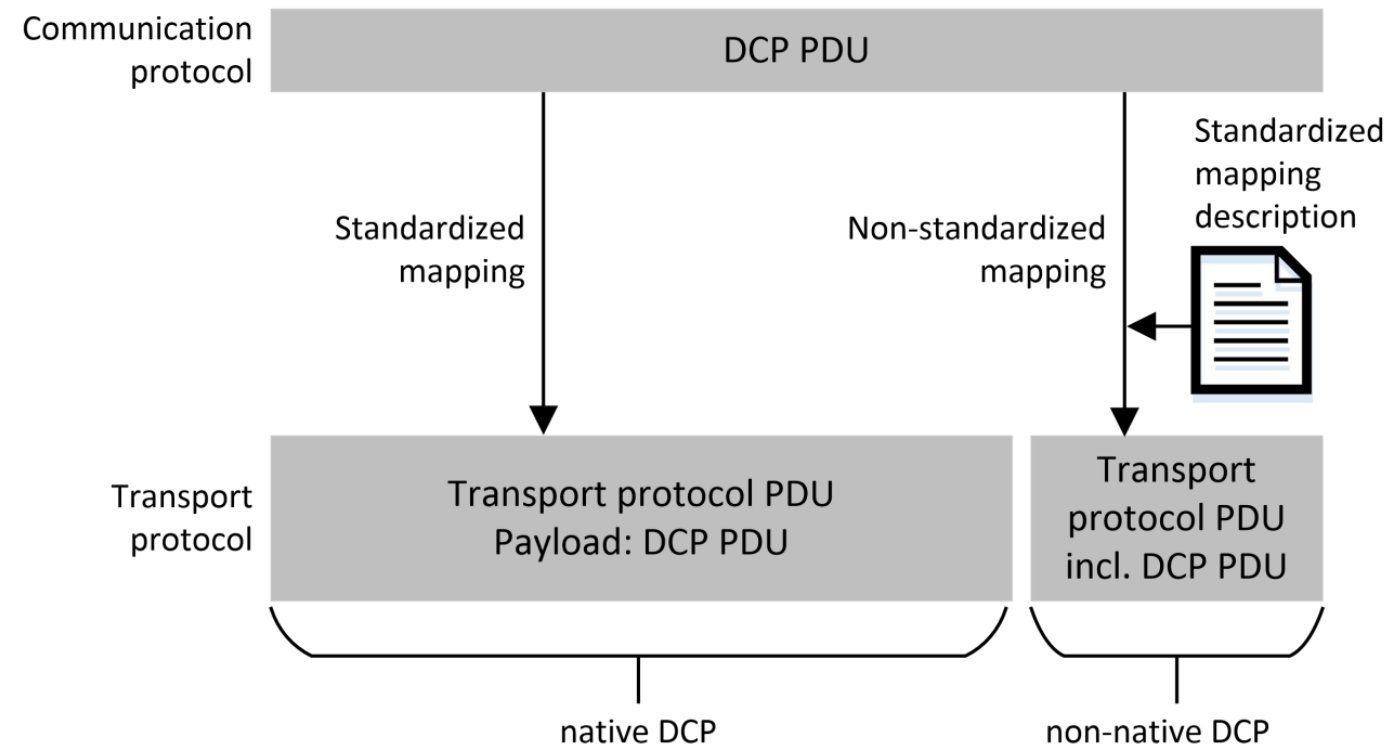 Communication
protocol
DCP PDU
Standardized
mapping
description
Standardized
mapping
Non-standardized
mapping
Transport
protocol
Transport protocol PDU
Payload: DCP PDU
Transport
protocol PDU
incl. DCP PDU
native DCP
non-native DCP